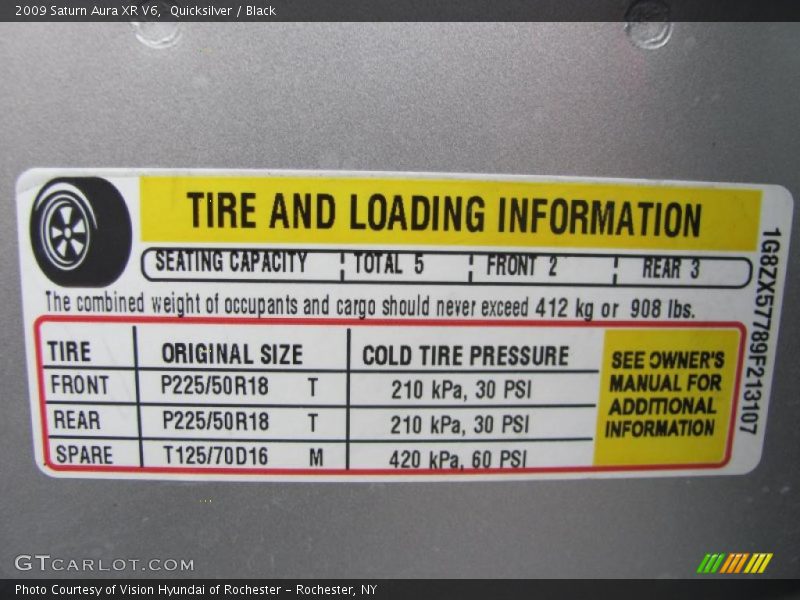 2009 Saturn Aura XR V6, Quicksilver / Black
TIRE AND LOADING INFORMATION
SEATING CAPACITY TOTAL 5 FRONT 2 REAR 3
The combined weight of occupants and cargo should never exceed 412 kg or 908 lbs.
TIRE ORIGINAL SIZE COLD TIRE PRESSURE
FRONT P225/50R18 T 210 kPa, 30 PSI
REAR P225/50R18 T 210 kPa, 30 PSI
SPARE T125/70D16 M 420 kPa, 60 PSI
SEE OWNER'S
MANUAL FOR
ADDITIONAL
INFORMATION
1G8ZX57789F213107
GTCARLOT.COM
Photo Courtesy of Vision Hyundai of Rochester - Rochester, NY